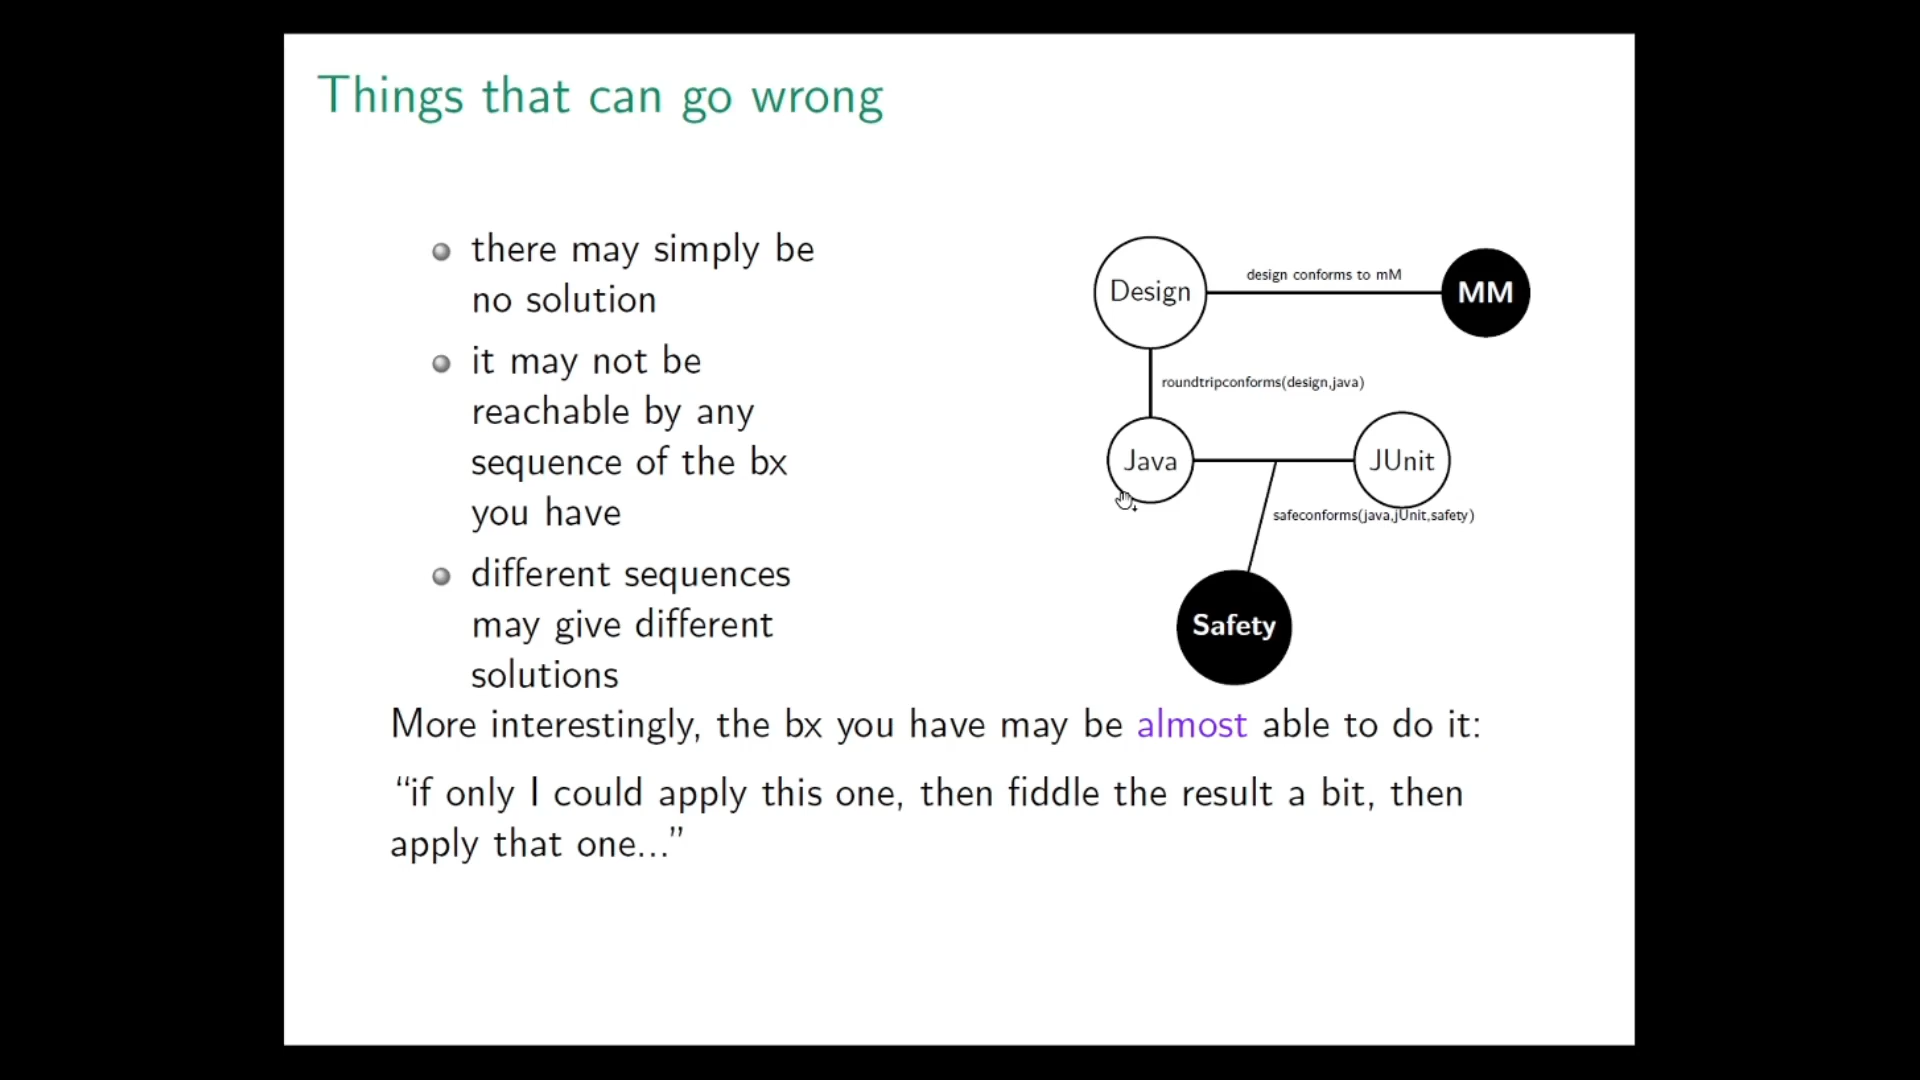 Things that can go wrong
there may simply be
no solution
it may not be
reachable by any
sequence of the bx
you have
different sequences
may give different
solutions
Design
design conforms to mM
MM
roundtripconforms(design,java)
Java
JUnit
safeconforms(java,jUnit,safety)
Safety
More interestingly, the bx you have may be almost able to do it:
“if only I could apply this one, then fiddle the result a bit, then
apply that one...”